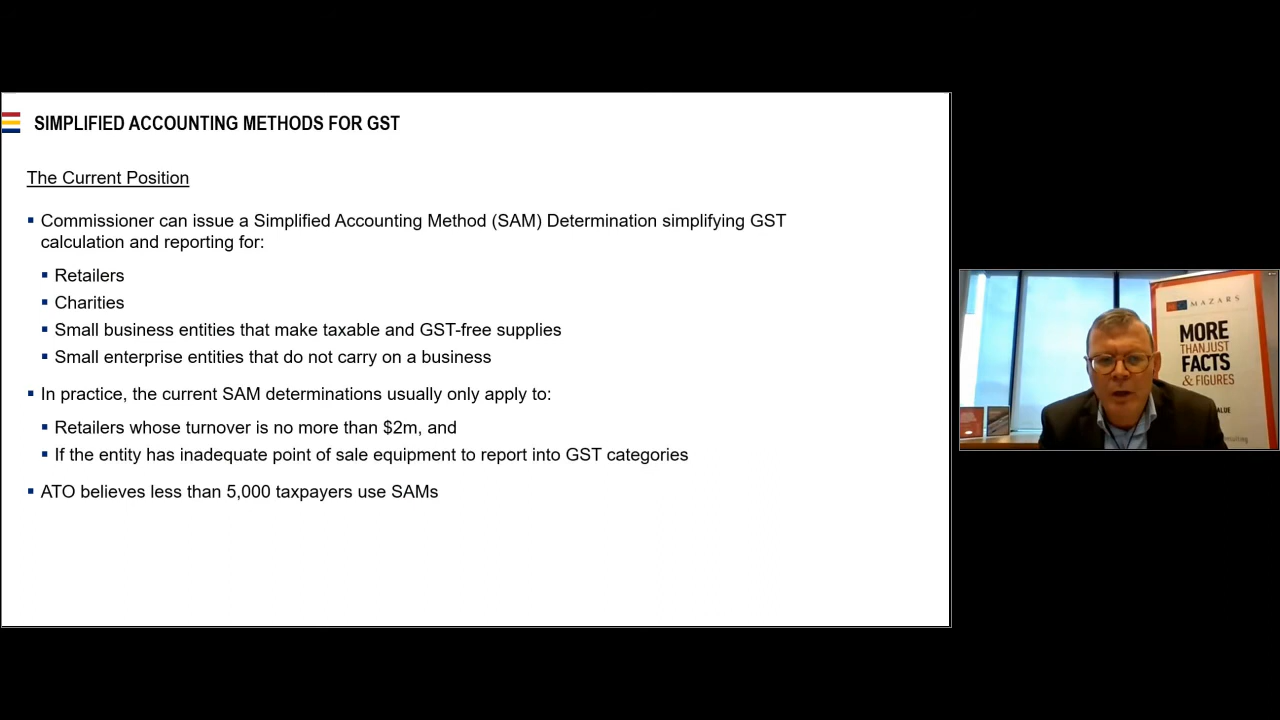 SIMPLIFIED ACCOUNTING METHODS FOR GST
The Current Position
Commissioner can issue a Simplified Accounting Method (SAM) Determination simplifying GST
calculation and reporting for:
Retailers
Charities
Small business entities that make taxable and GST-free supplies
Small enterprise entities that do not carry on a business
In practice, the current SAM determinations usually only apply to:
Retailers whose turnover is no more than $2m, and
If the entity has inadequate point of sale equipment to report into GST categories
ATO believes less than 5,000 taxpayers use SAMs
MAZARS
MORE
THAN JUST
FACTS
& FIGURES